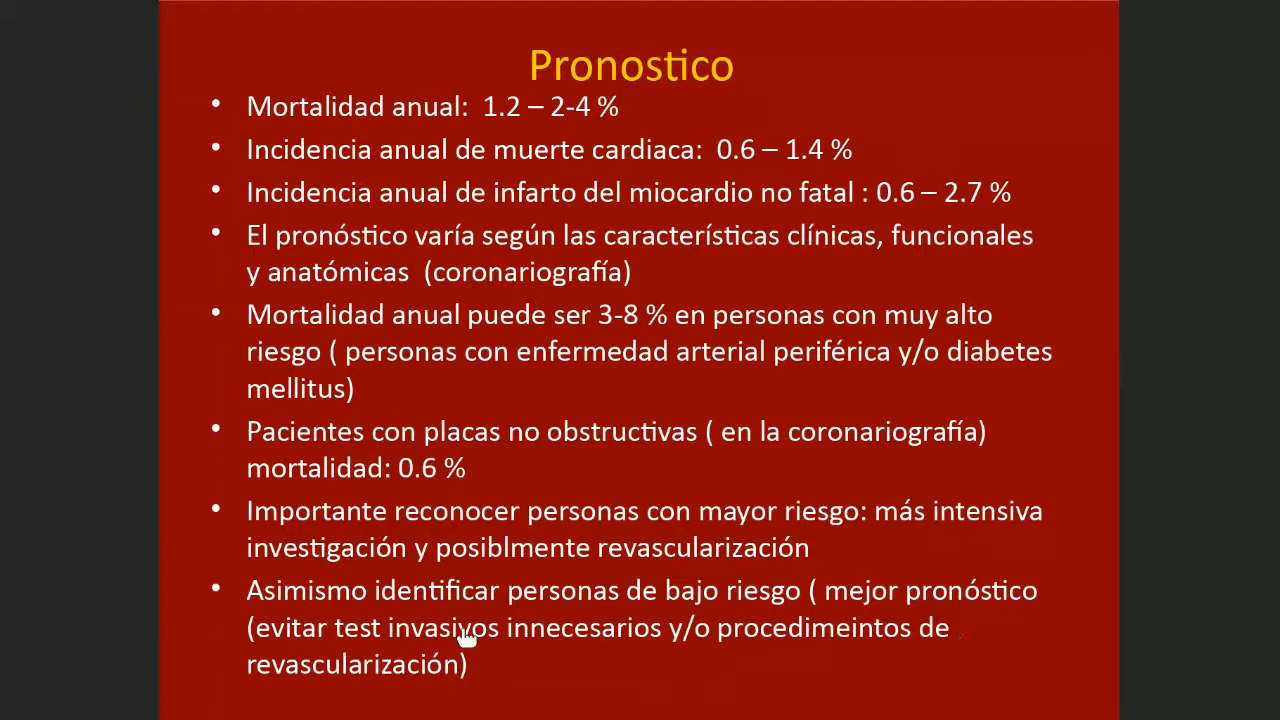 Pronostico
• Mortalidad anual:  1.2 – 2-4 %
• Incidencia anual de muerte cardiaca:  0.6 – 1.4 %
• Incidencia anual de infarto del miocardio no fatal : 0.6 – 2.7 %
• El pronóstico varía según las características clínicas, funcionales
y anatómicas  (coronariografía)
• Mortalidad anual puede ser 3-8 % en personas con muy alto
riesgo ( personas con enfermedad arterial periférica y/o diabetes
mellitus)
• Pacientes con placas no obstructivas ( en la coronariografía)
mortalidad: 0.6 %
• Importante reconocer personas con mayor riesgo: más intensiva
investigación y posiblmente revascularización
• Asimismo identificar personas de bajo riesgo ( mejor pronóstico
(evitar test invasivos innecesarios y/o procedimeintos de
revascularización)